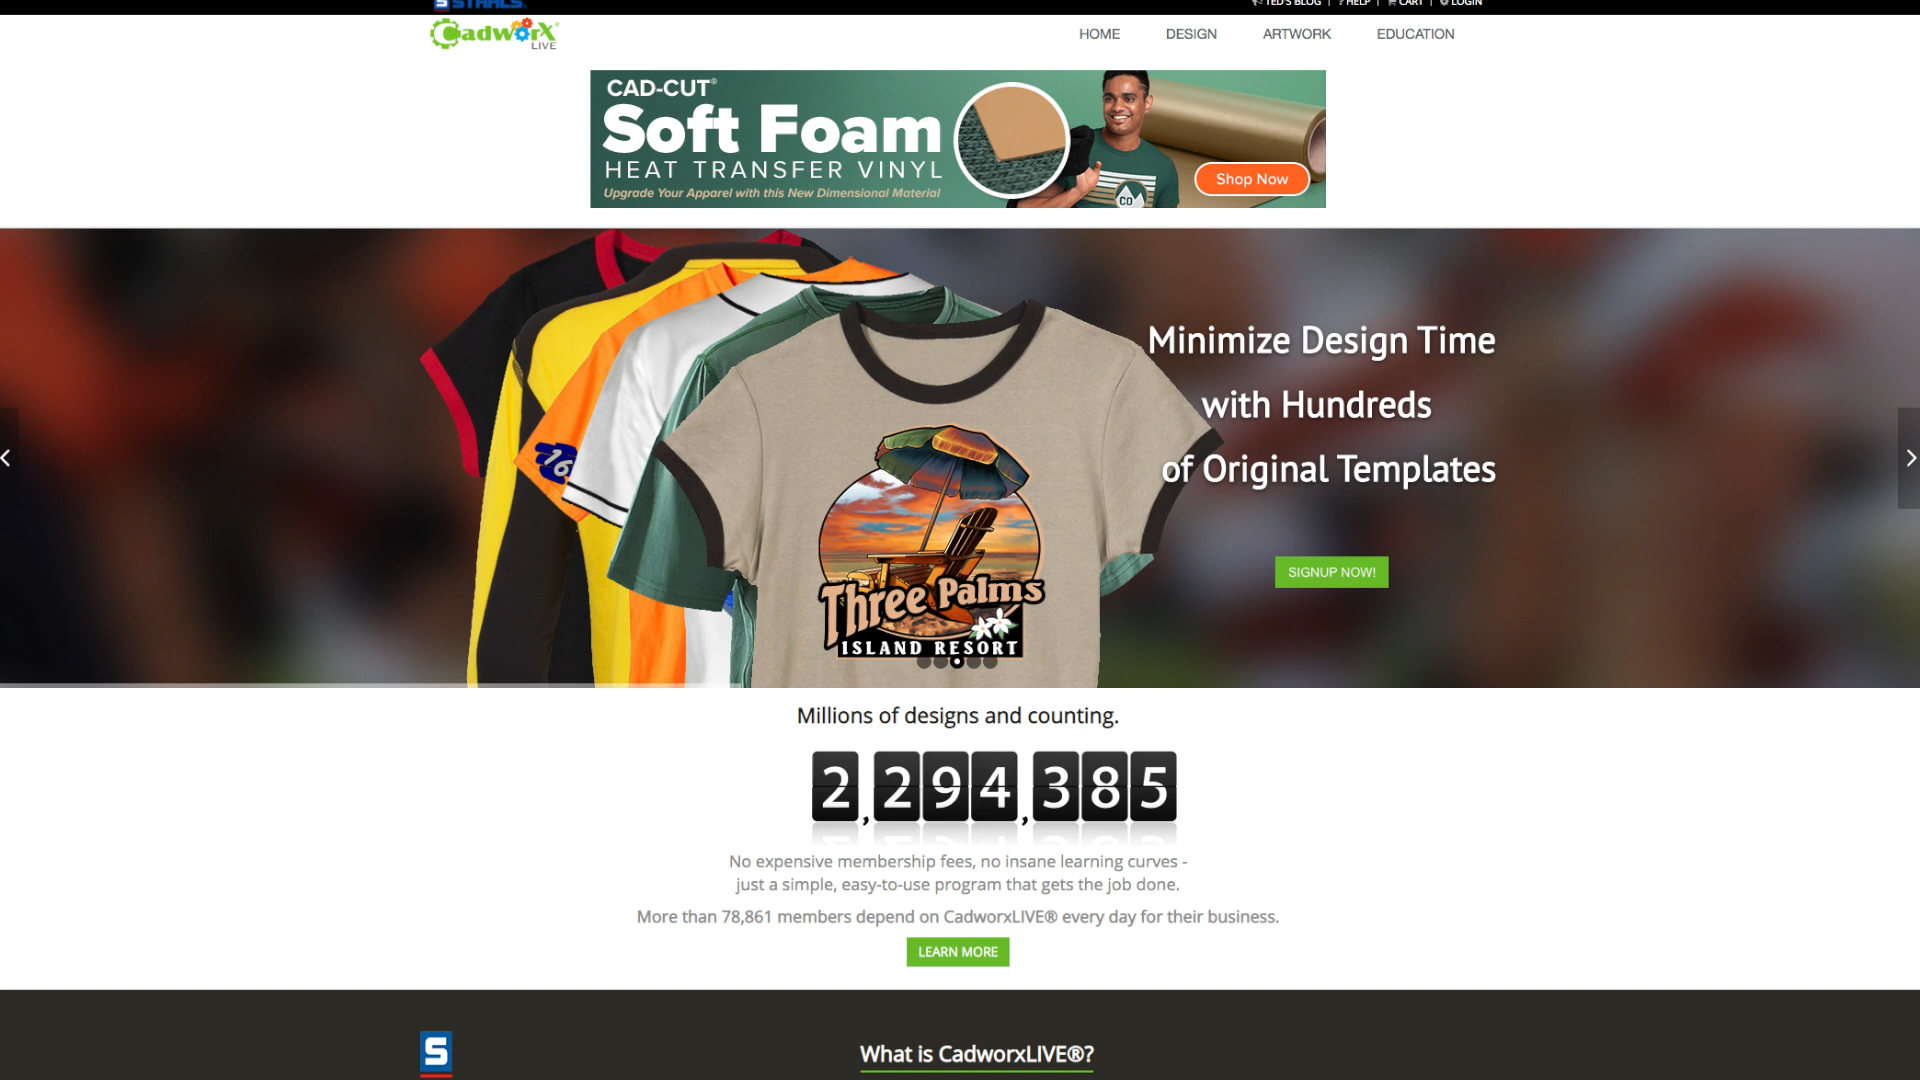 STAHLS'
TED'S BLOG | ? HELP | CART | LOGIN
CadworX®
LIVE
HOME DESIGN ARTWORK EDUCATION
CAD-CUT®
Soft Foam
HEAT TRANSFER VINYL
Upgrade Your Apparel with this New Dimensional Material
CO
Shop Now
Minimize Design Time
with Hundreds
of Original Templates
16
SIGNUP NOW!
Three Palms
ISLAND RESORT
Millions of designs and counting.
2,294,385
No expensive membership fees, no insane learning curves -
just a simple, easy-to-use program that gets the job done.
More than 78,861 members depend on CadworxLIVE® every day for their business.
LEARN MORE
S
What is CadworxLIVE®?